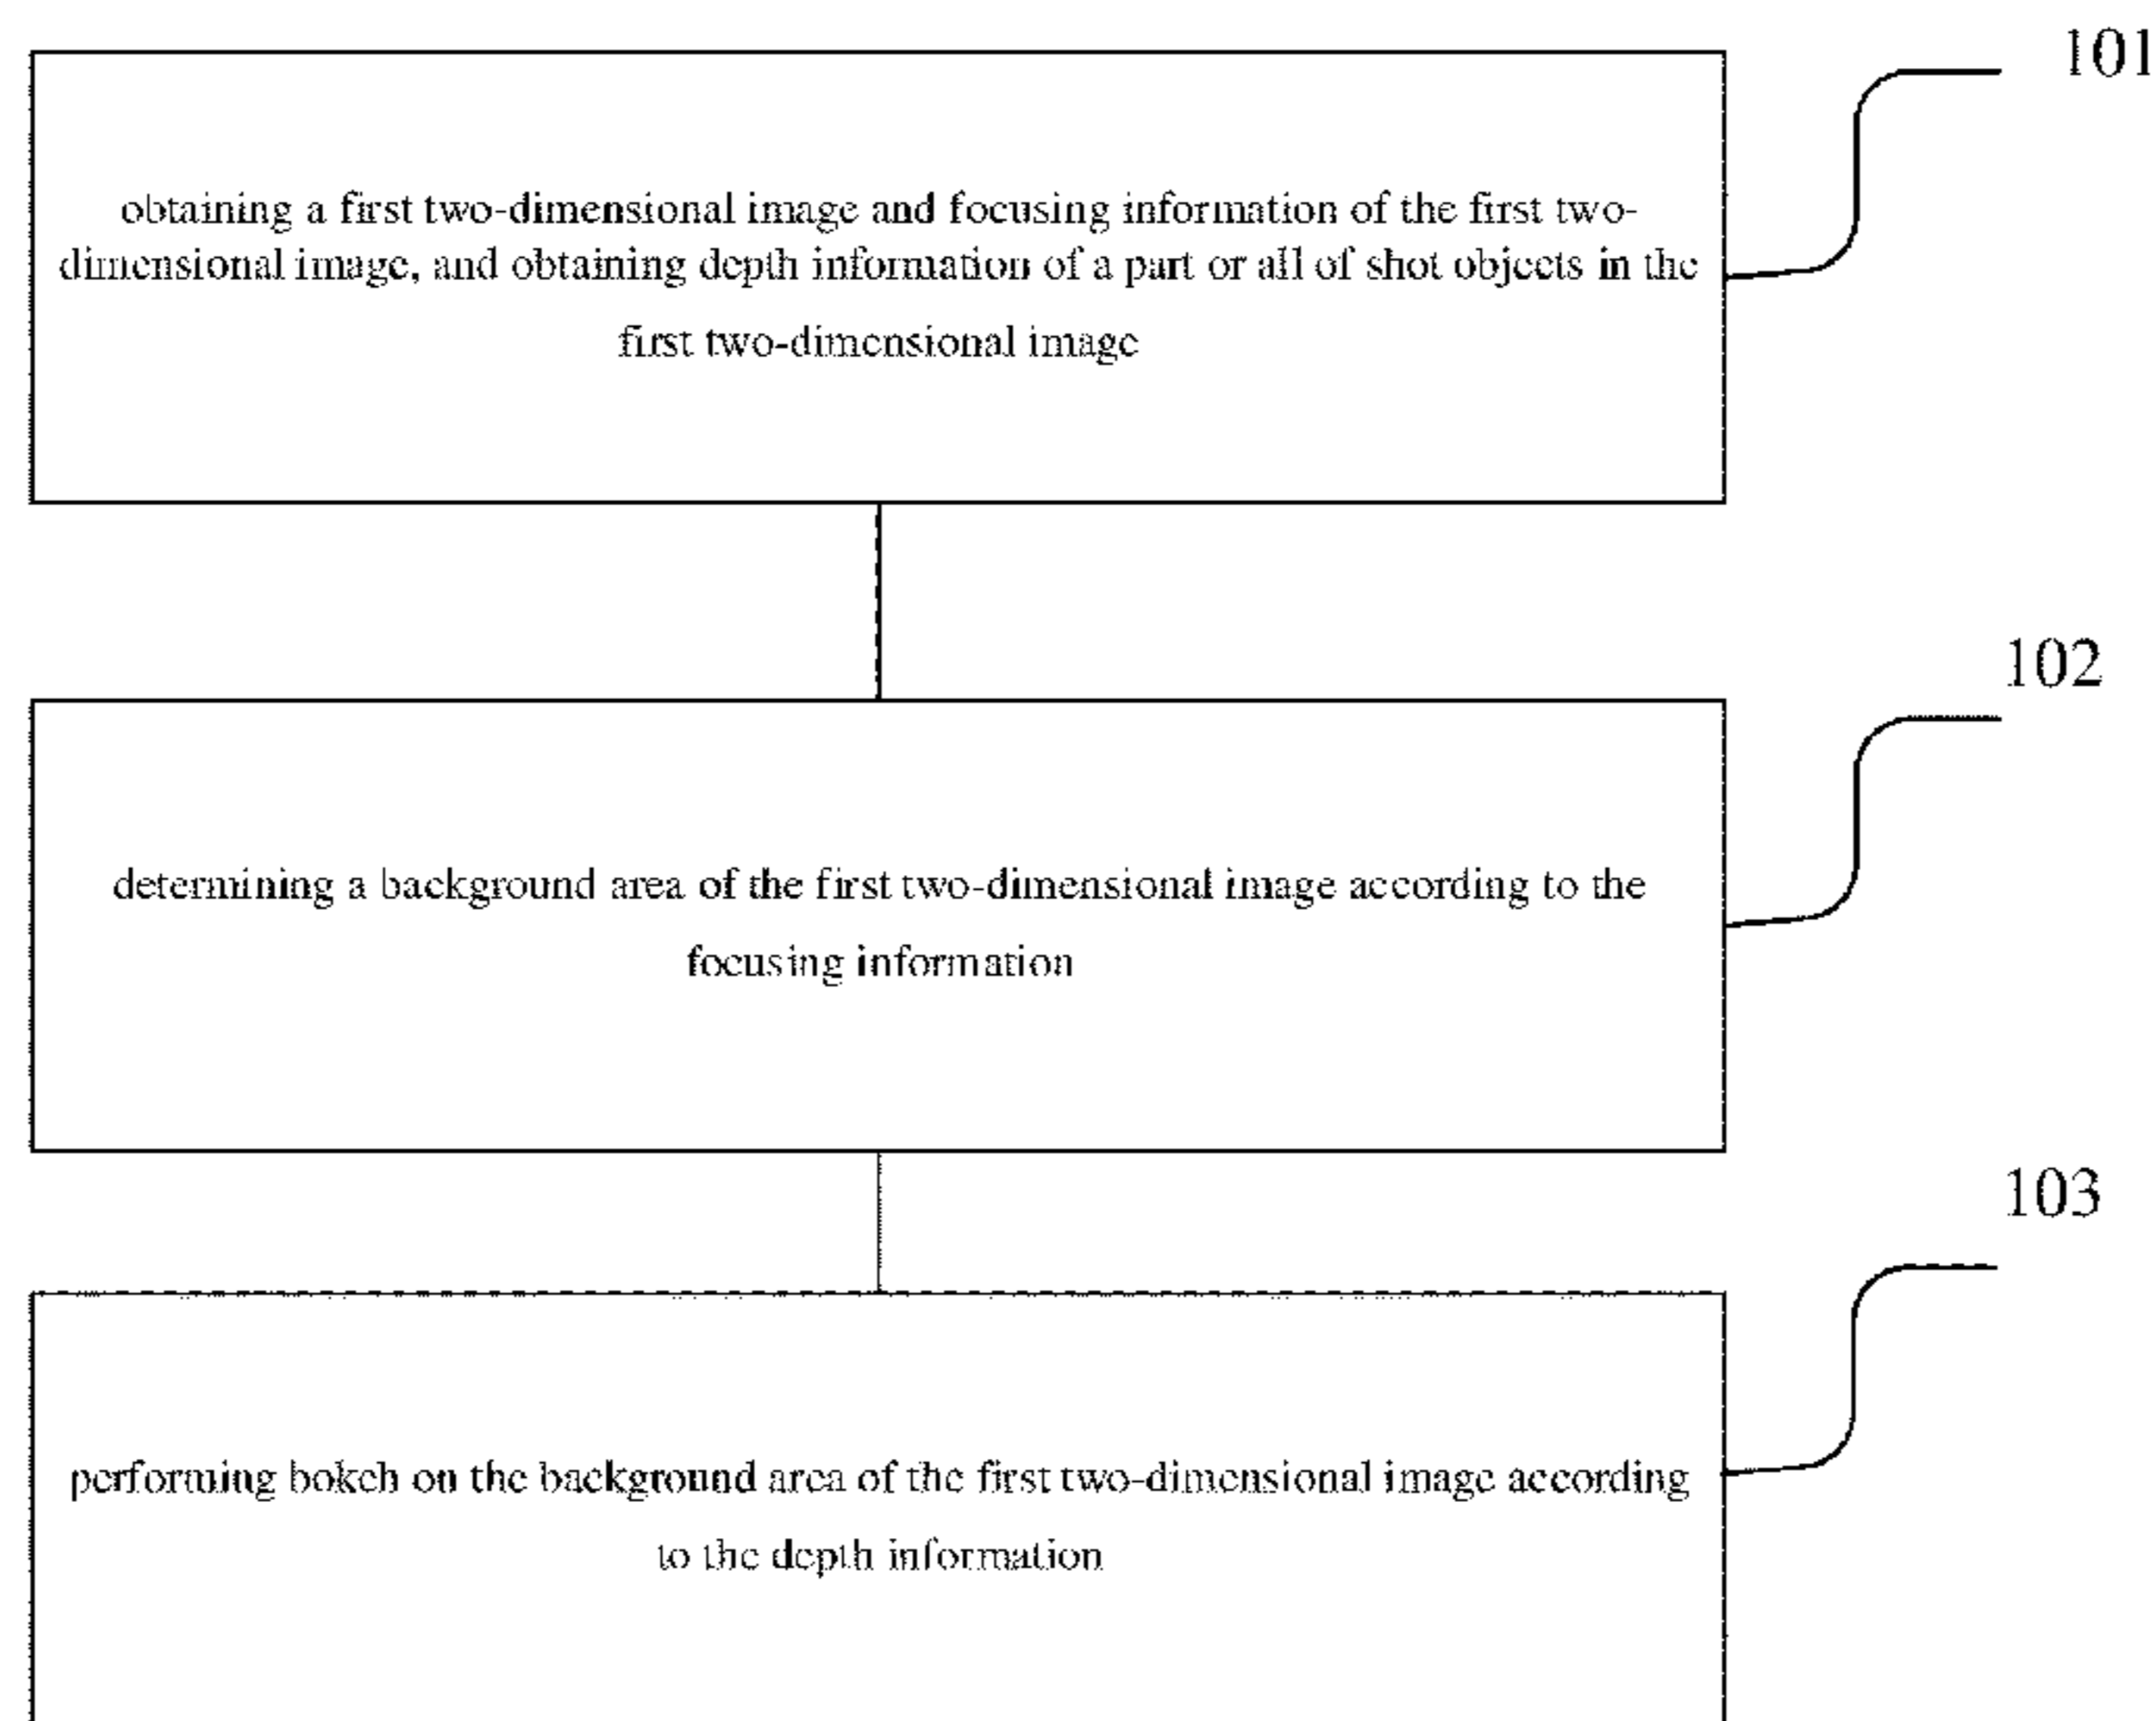 101
obtaining a first two-dimensional image and focusing information of the first two-
dimensional image, and obtaining depth information of a part or all of shot objects in the
first two-dimensional image
102
determining a background area of the first two-dimensional image according to the
focusing information
103
performing bokeh on the background area of the first two-dimensional image according
to the depth information